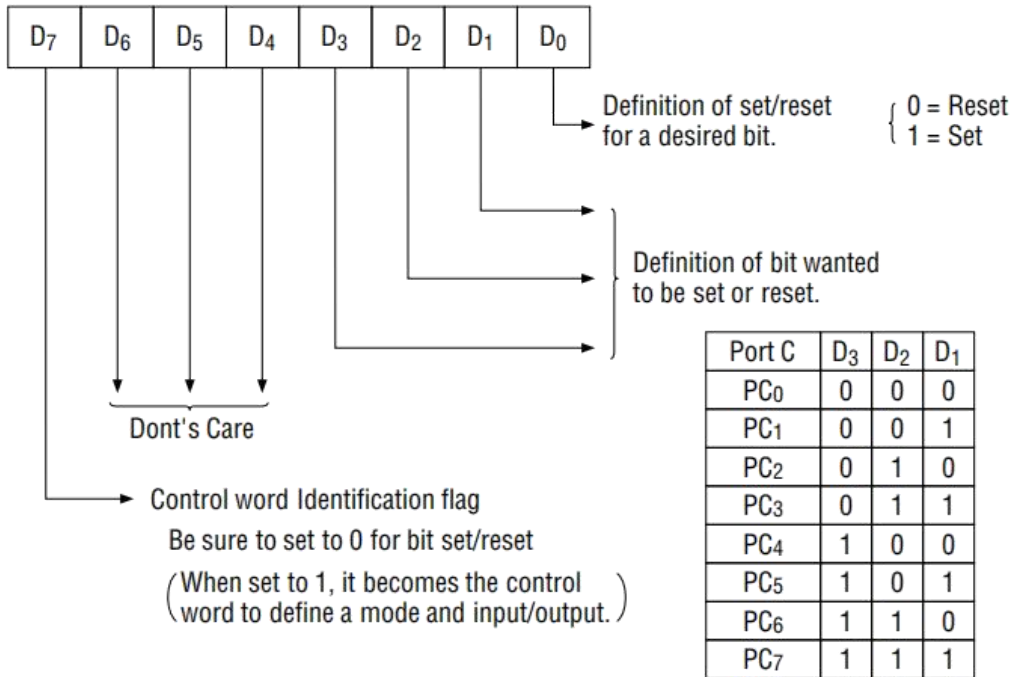 D7 D6 D5 D4 D3 D2 D1 D0
Definition of set/reset
for a desired bit.
0 = Reset
1 = Set
Definition of bit wanted
to be set or reset.
Dont's Care
Control word Identification flag
Be sure to set to 0 for bit set/reset
(When set to 1, it becomes the control
word to define a mode and input/output.)
Port C D3 D2 D1
PC0 0 0 0
PC1 0 0 1
PC2 0 1 0
PC3 0 1 1
PC4 1 0 0
PC5 1 0 1
PC6 1 1 0
PC7 1 1 1